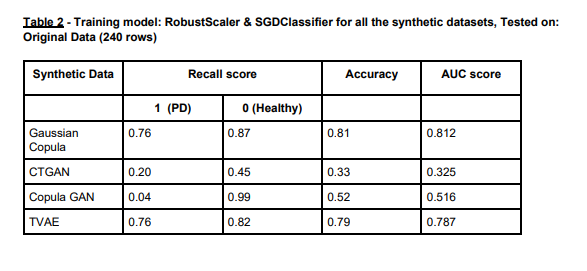 Table 2 - Training model: RobustScaler & SGDClassifier for all the synthetic datasets, Tested on:
Original Data (240 rows)
Synthetic Data Recall score Accuracy AUC score
1 (PD) 0 (Healthy)
Gaussian Copula 0.76 0.87 0.81 0.812
CTGAN 0.20 0.45 0.33 0.325
Copula GAN 0.04 0.99 0.52 0.516
TVAE 0.76 0.82 0.79 0.787